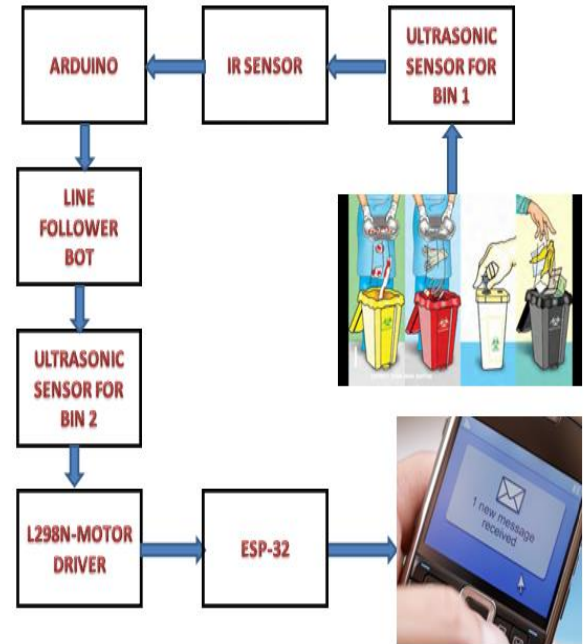 ARDUINO
IR SENSOR
ULTRASONIC
SENSOR FOR
BIN 1
LINE
FOLLOWER
BOT
ULTRASONIC
SENSOR FOR
BIN 2
L298N-MOTOR
DRIVER
ESP-32
1 new message
received